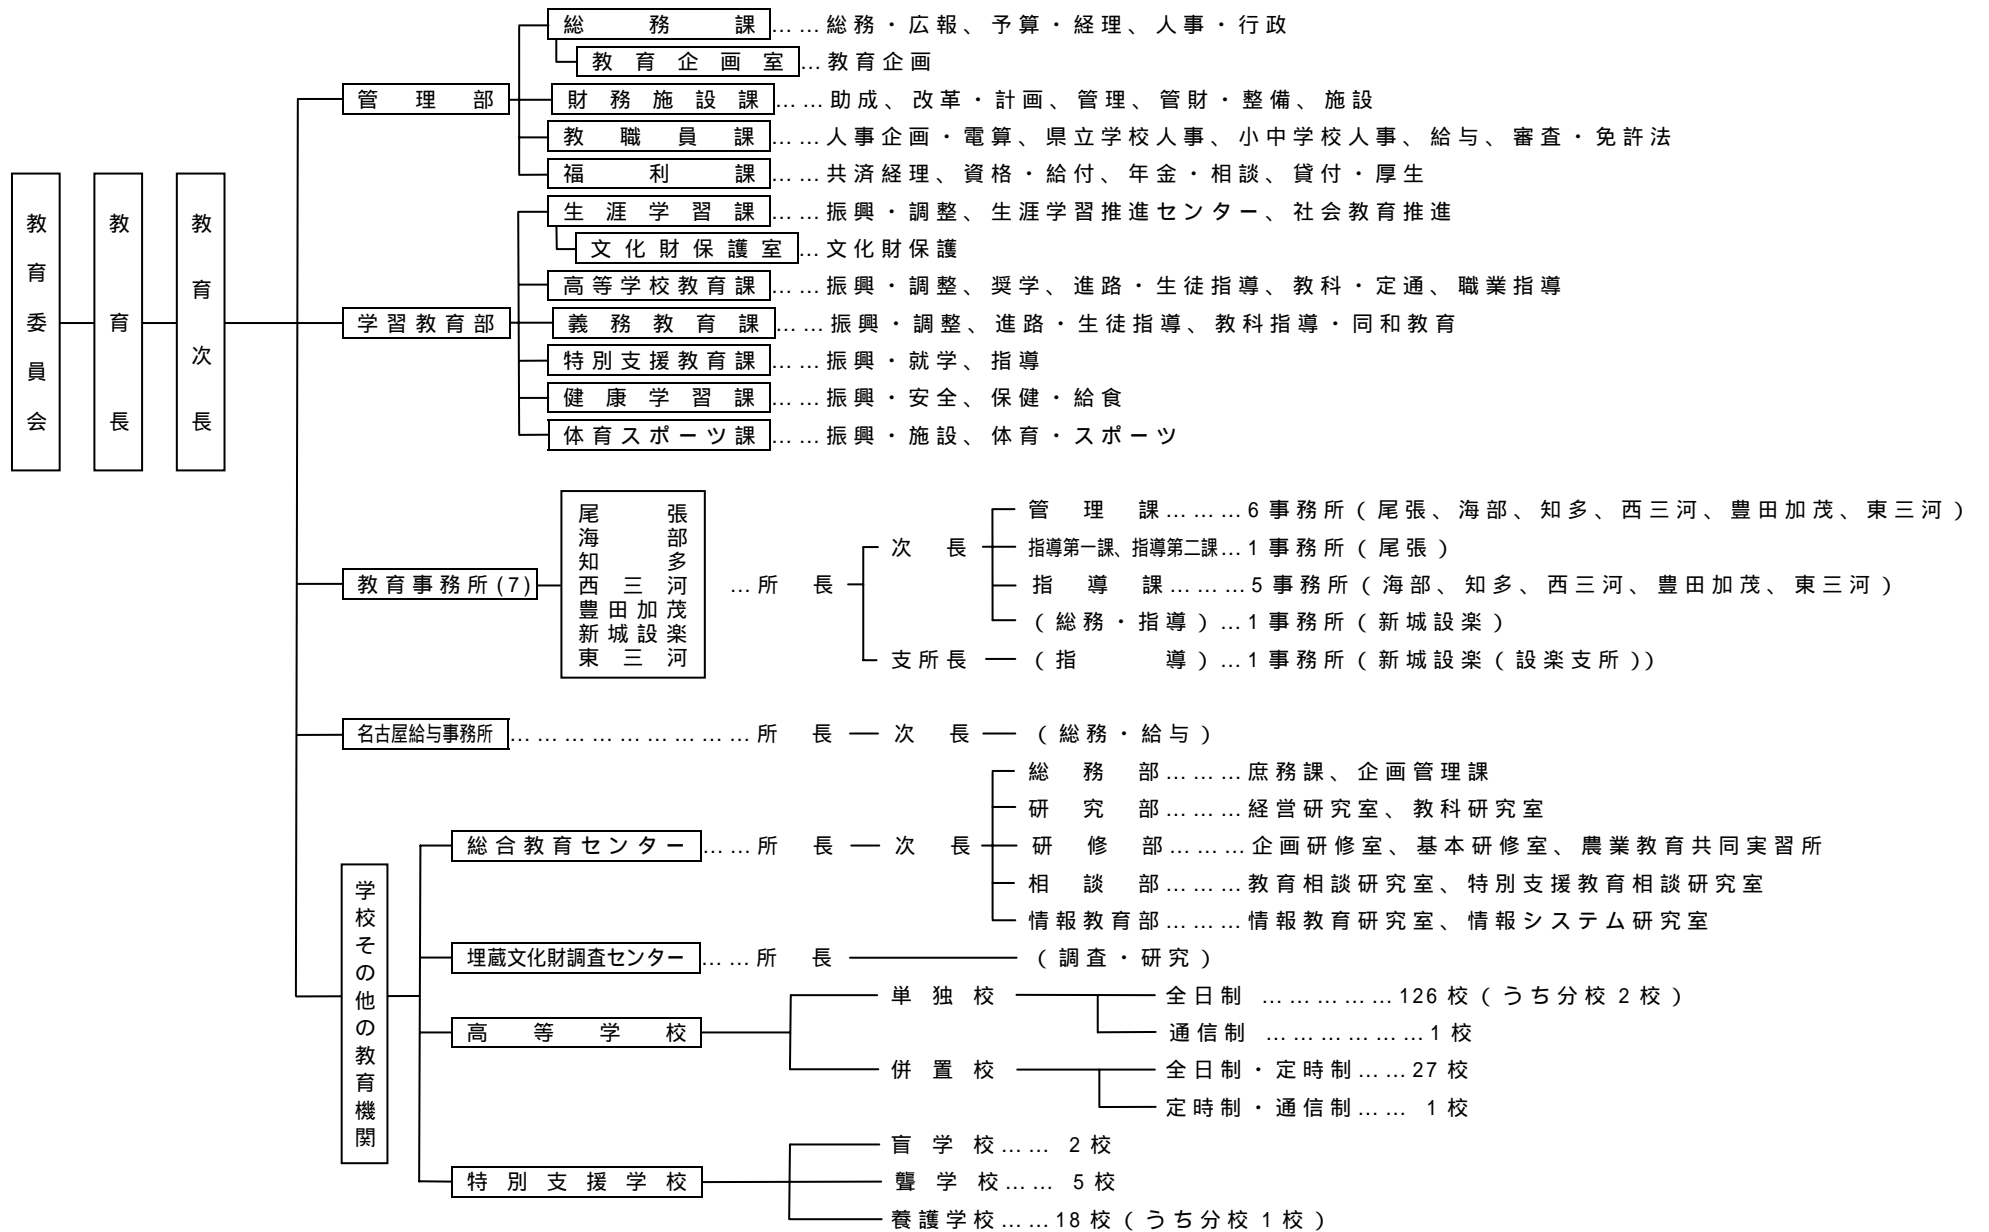 教育委員会
教育長
教育次長
管理部
総務課……総務・広報、予算・経理、人事・行政
教育企画室…教育企画
財務施設課……助成、改革・計画、管理、管財・整備、施設
教職員課……人事企画・電算、県立学校人事、小中学校人事、給与、審査・免許法
福利課……共済経理、資格・給付、年金・相談、貸付・厚生
学習教育部
生涯学習課……振興・調整、生涯学習推進センター、社会教育推進
文化財保護室…文化財保護
高等学校教育課……振興・調整、奨学、進路・生徒指導、教科・定通、職業指導
義務教育課……振興・調整、進路・生徒指導、教科指導・同和教育
特別支援教育課……振興・就学、指導
健康学習課……振興・安全、保健・給食
体育スポーツ課……振興・施設、体育・スポーツ
教育事務所(7)
尾張
海部
知多
西三河
豊田加茂
新城設楽
東三河
…所長
次長
管理課………6事務所(尾張、海部、知多、西三河、豊田加茂、東三河)
指導第一課、指導第二課…1事務所(尾張)
指導課………5事務所(海部、知多、西三河、豊田加茂、東三河)
(総務・指導)…1事務所(新城設楽)
支所長 (指導)…1事務所(新城設楽(設楽支所))
名古屋給与事務所………………………所長 次長 (総務・給与)
学校その他の教育機関
総合教育センター……所長 次長
総務部………庶務課、企画管理課
研究部………経営研究室、教科研究室
研修部………企画研修室、基本研修室、農業教育共同実習所
相談部………教育相談研究室、特別支援教育相談研究室
情報教育部………情報教育研究室、情報システム研究室
埋蔵文化財調査センター……所長 (調査・研究)
高等学校
単独校 全日制 ……………126校(うち分校2校)
通信制 ………………1校
併置校 全日制・定時制……27校
定時制・通信制…… 1校
特別支援学校
盲学校…… 2校
聾学校…… 5校
養護学校……18校(うち分校1校)